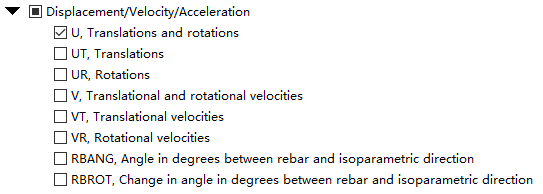 Displacement/Velocity/Acceleration
U, Translations and rotations
UT, Translations
UR, Rotations
V, Translational and rotational velocities
VT, Translational velocities
VR, Rotational velocities
RBANG, Angle in degrees between rebar and isoparametric direction
RBROT, Change in angle in degrees between rebar and isoparametric direction